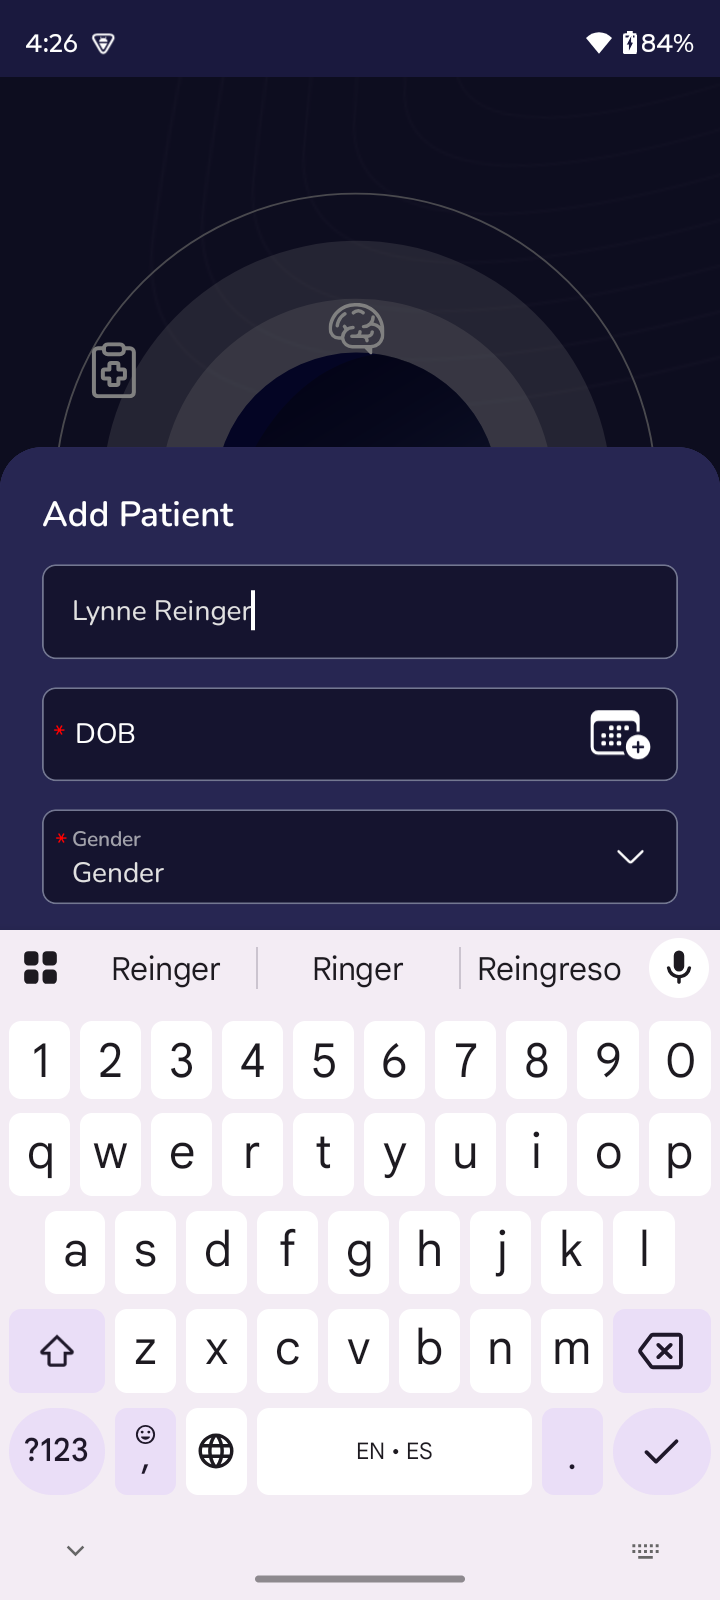 4:26 84%
Add Patient
Lynne Reinger
* DOB
* Gender
Gender
Reinger Ringer Reingreso
1 2 3 4 5 6 7 8 9 0
q w e r t y u i o p
a s d f g h j k l
z x c v b n m
?123 , EN • ES .